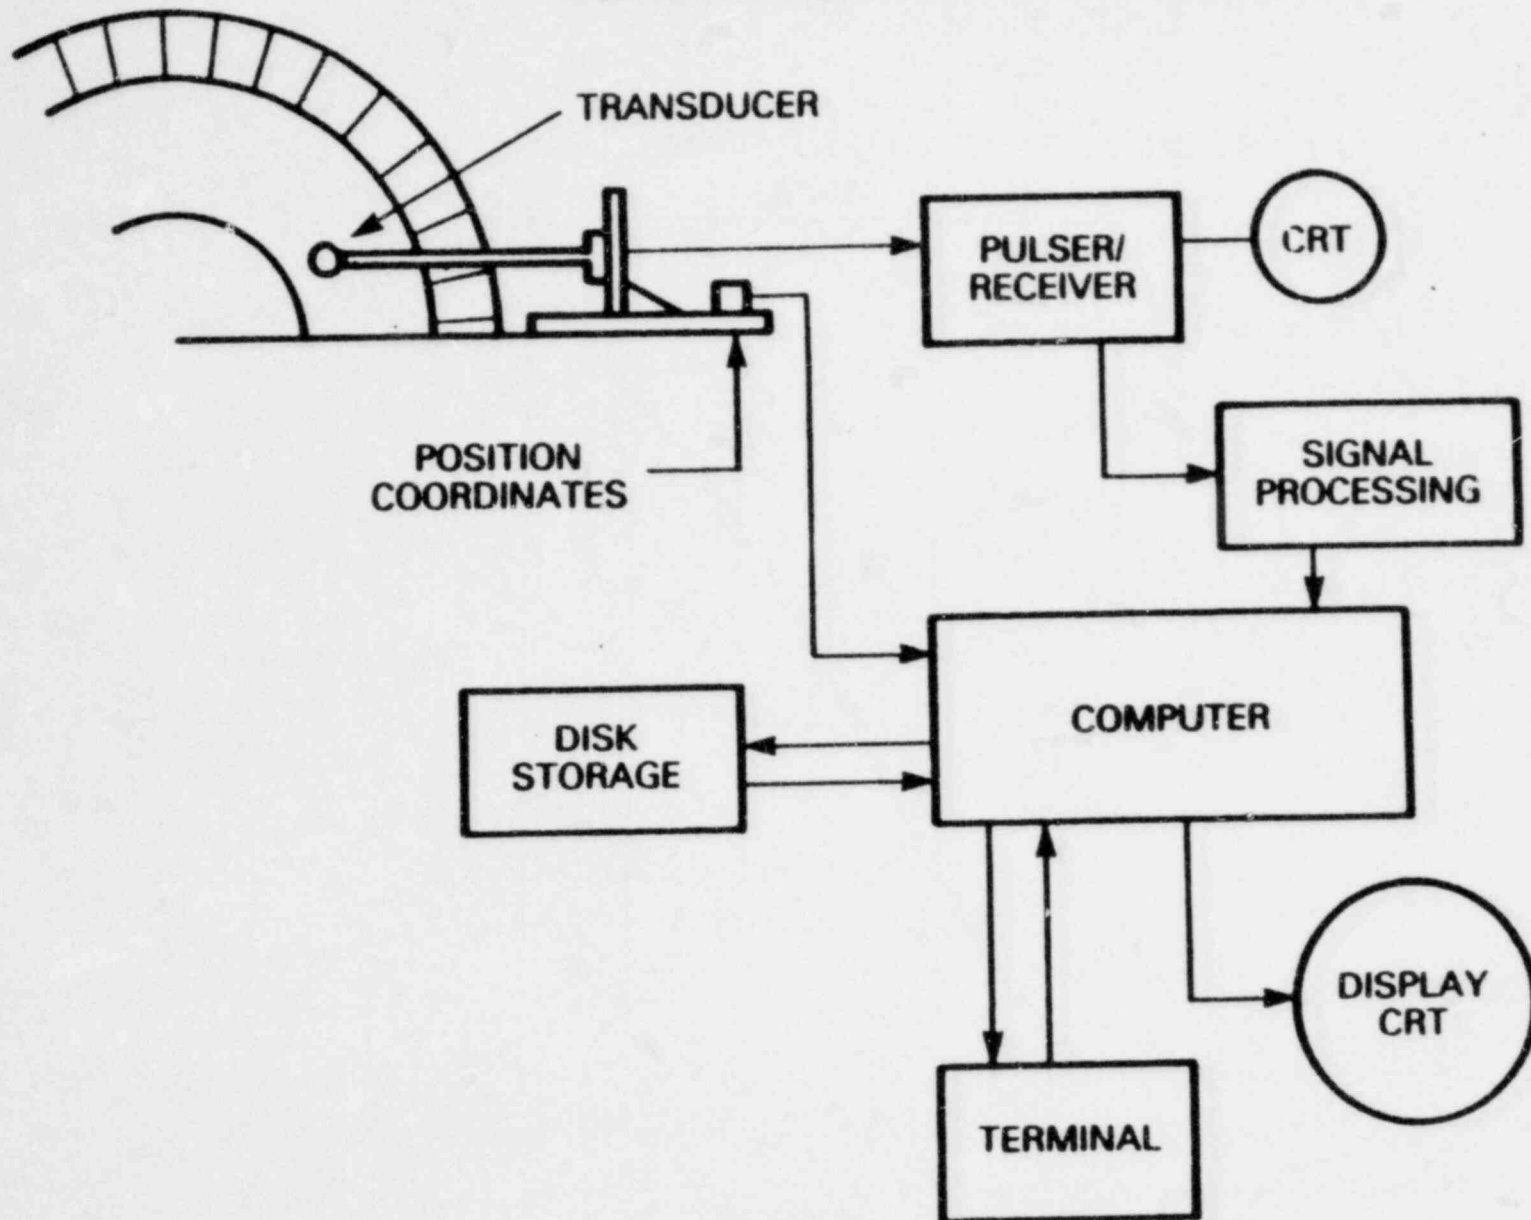 TRANSDUCER
PULSER/
RECEIVER
CRT
POSITION
COORDINATES
SIGNAL
PROCESSING
DISK
STORAGE
COMPUTER
DISPLAY
CRT
TERMINAL